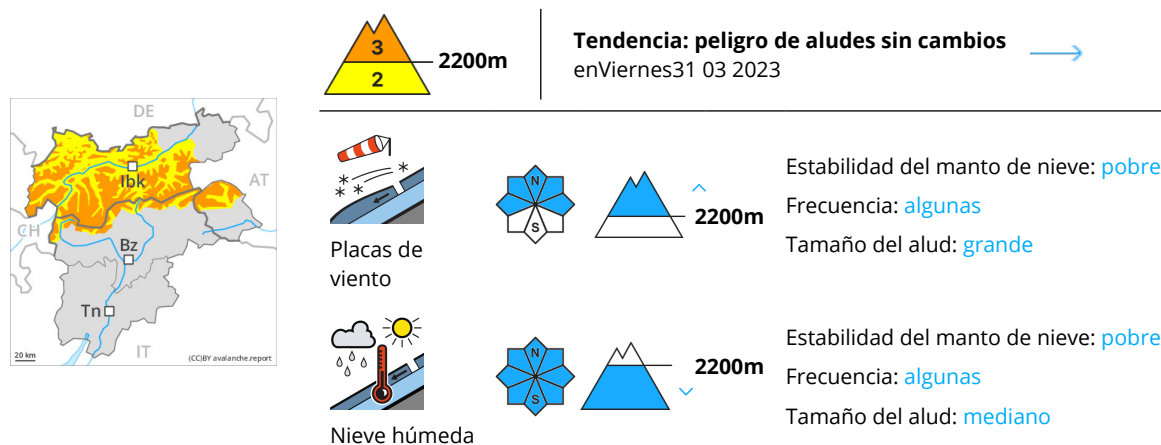 3
2
2200m
Tendencia: peligro de aludes sin cambios
enViernes31 03 2023
DE
AT
CH
IT
Ibk
Bz
Tn
20 km
(CC)BY avalanche.report
Placas de
viento
N
S
2200m
Estabilidad del manto de nieve: pobre
Frecuencia: algunas
Tamaño del alud: grande
Nieve húmeda
N
S
2200m
Estabilidad del manto de nieve: pobre
Frecuencia: algunas
Tamaño del alud: mediano